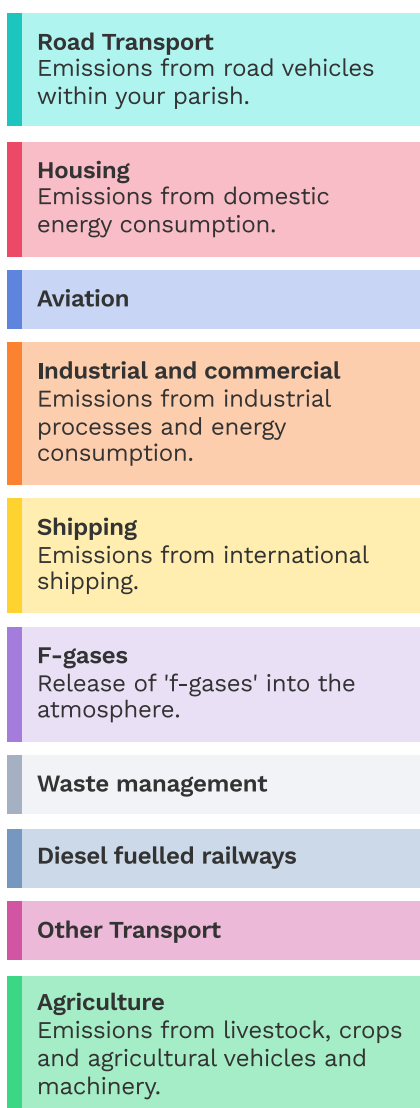 Road Transport
Emissions from road vehicles
within your parish.
Housing
Emissions from domestic
energy consumption.
Aviation
Industrial and commercial
Emissions from industrial
processes and energy
consumption.
Shipping
Emissions from international
shipping.
F-gases
Release of 'f-gases' into the
atmosphere.
Waste management
Diesel fuelled railways
Other Transport
Agriculture
Emissions from livestock, crops
and agricultural vehicles and
machinery.